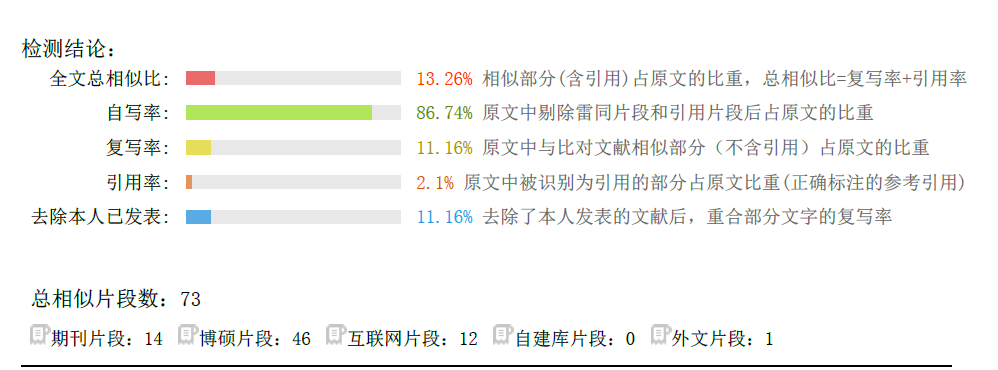 检测结论：
全文总相似比: 13.26% 相似部分(含引用)占原文的比重，总相似比=复写率+引用率
自写率: 86.74% 原文中剔除雷同片段和引用片段后占原文的比重
复写率: 11.16% 原文中与比对文献相似部分（不含引用）占原文的比重
引用率: 2.1% 原文中被识别为引用的部分占原文比重(正确标注的参考引用)
去除本人已发表: 11.16% 去除了本人发表的文献后，重合部分文字的复写率
总相似片段数：73
期刊片段：14 博硕片段：46 互联网片段：12 自建库片段：0 外文片段：1